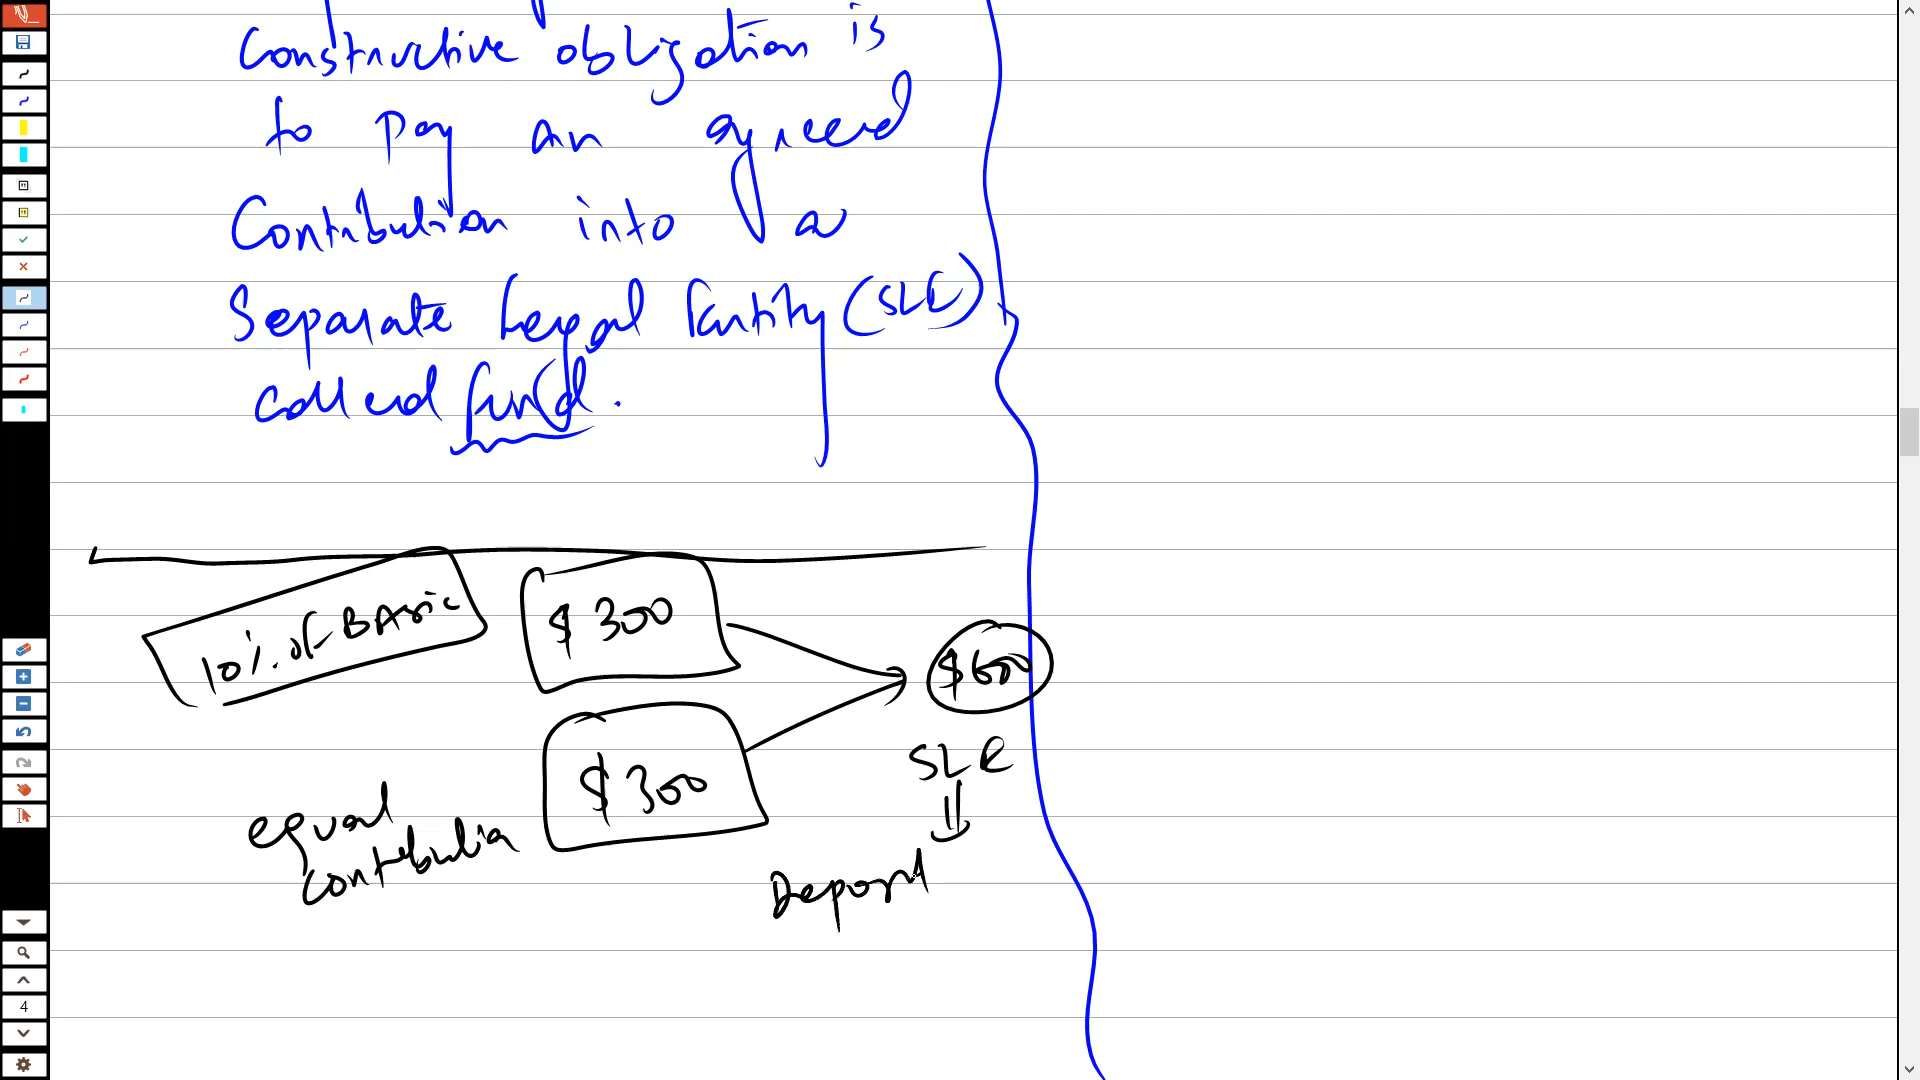 Constructive obligation is
to pay an agreed
Contribution into a
Separate Legal Entity (SLE)
called fund.
10% of BAsic
$300
$600
$300
SLE
equal
contribution
Deposit
4